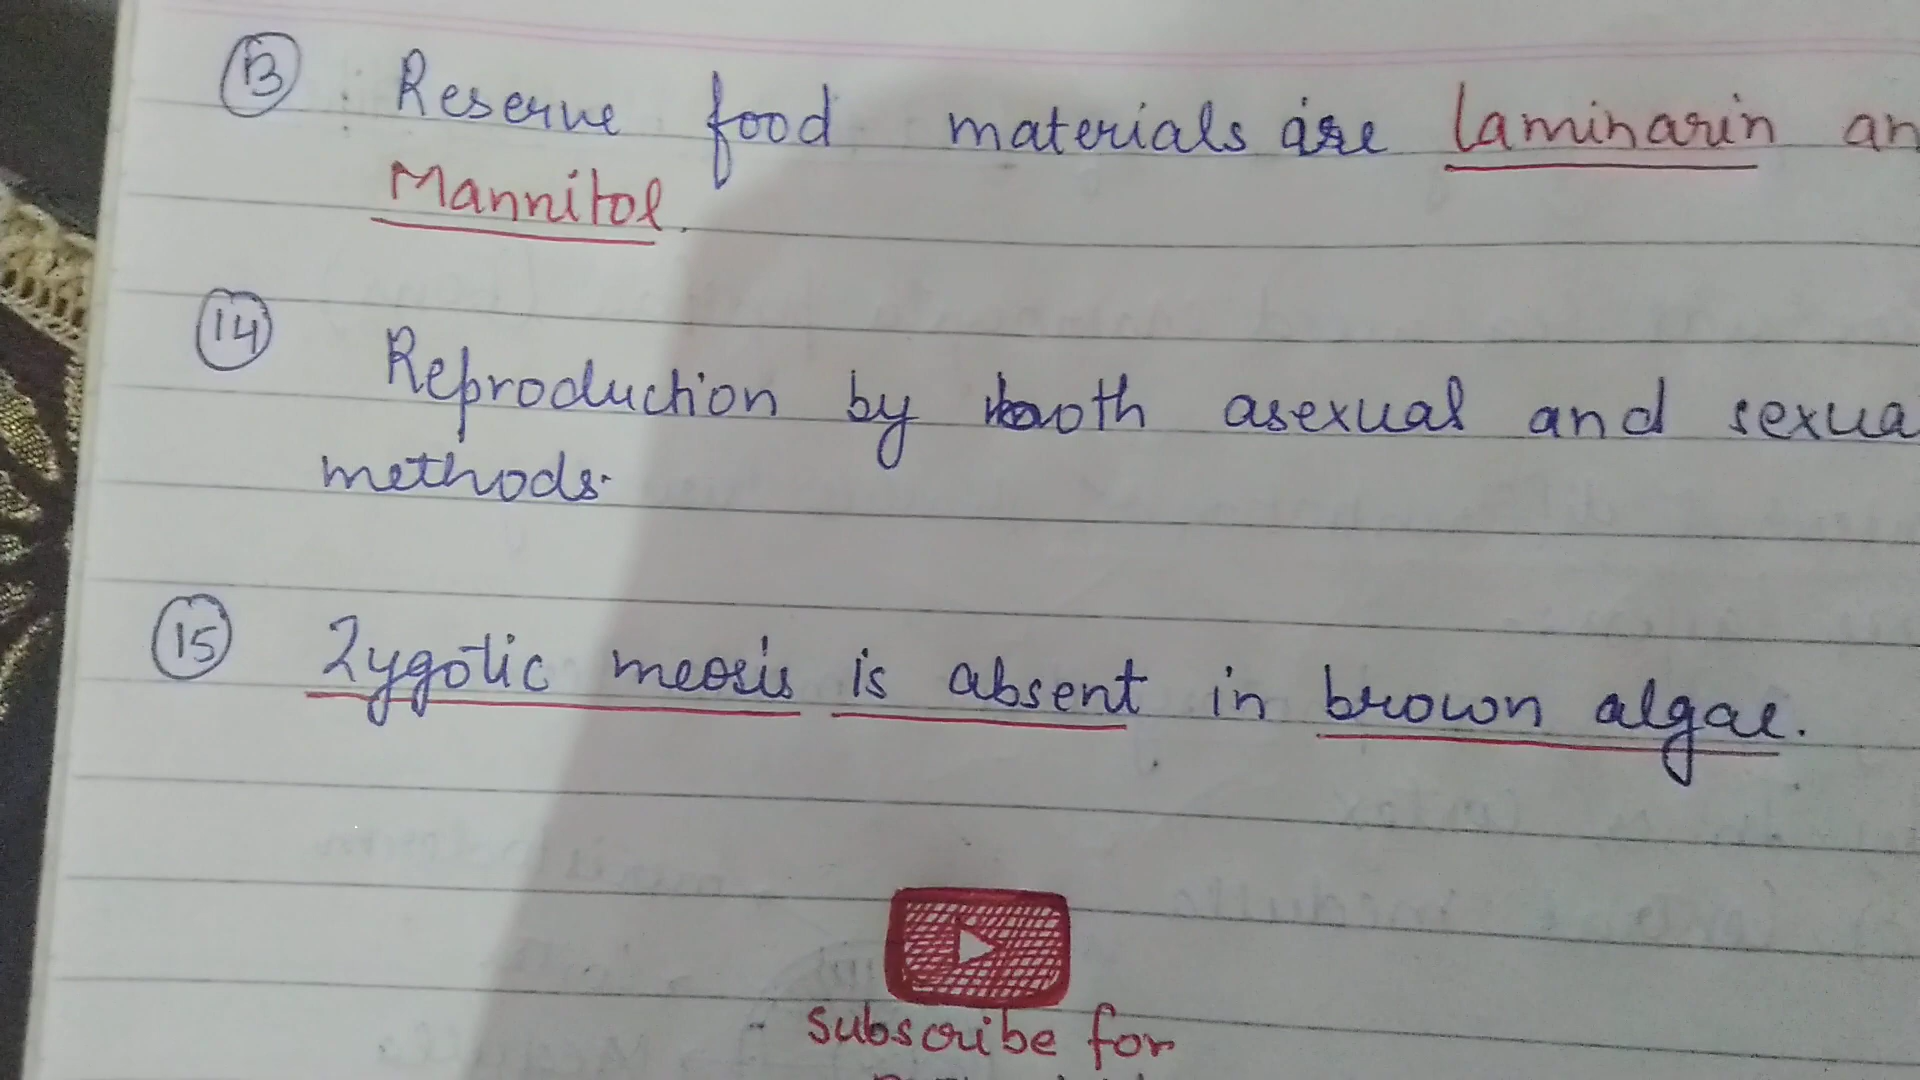 13 Reserve food materials are laminarin an
Mannitol.
14 Reproduction by both asexual and sexua
methods.
15 Zygotic meosis is absent in brown algae.
Subscribe for